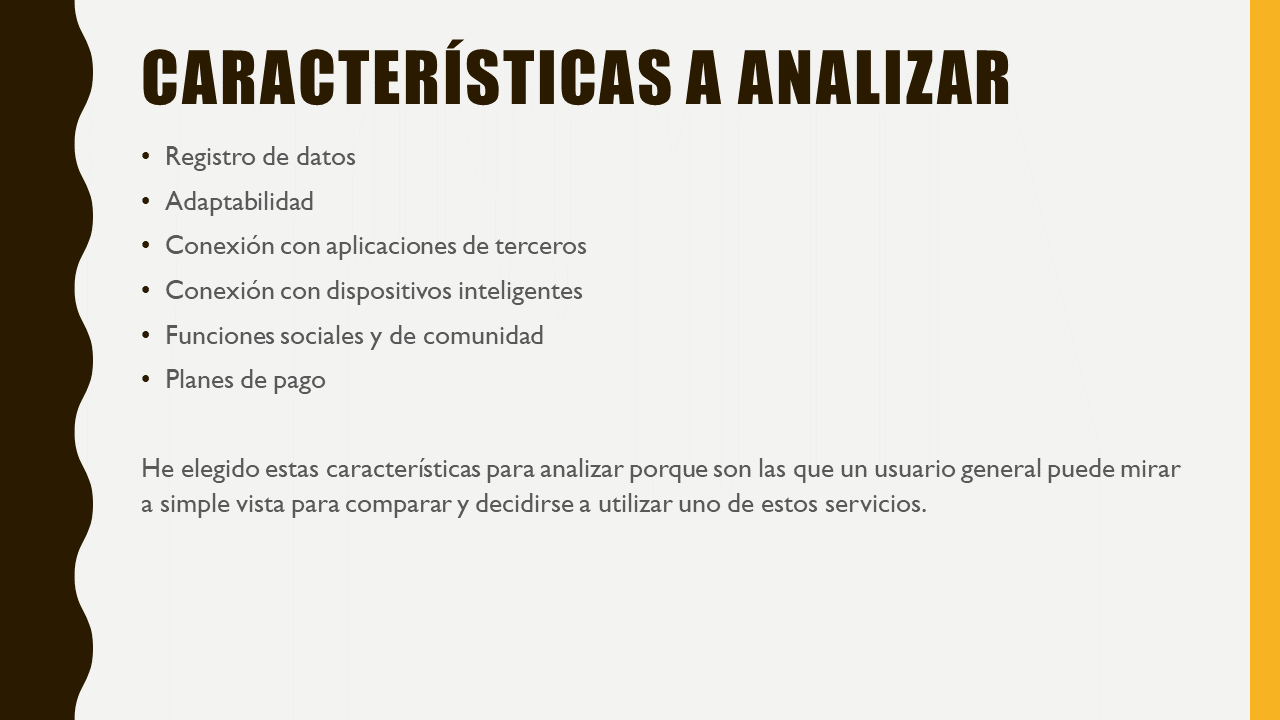 CARACTERÍSTICAS A ANALIZAR
• Registro de datos
• Adaptabilidad
• Conexión con aplicaciones de terceros
• Conexión con dispositivos inteligentes
• Funciones sociales y de comunidad
• Planes de pago
He elegido estas características para analizar porque son las que un usuario general puede mirar
a simple vista para comparar y decidirse a utilizar uno de estos servicios.